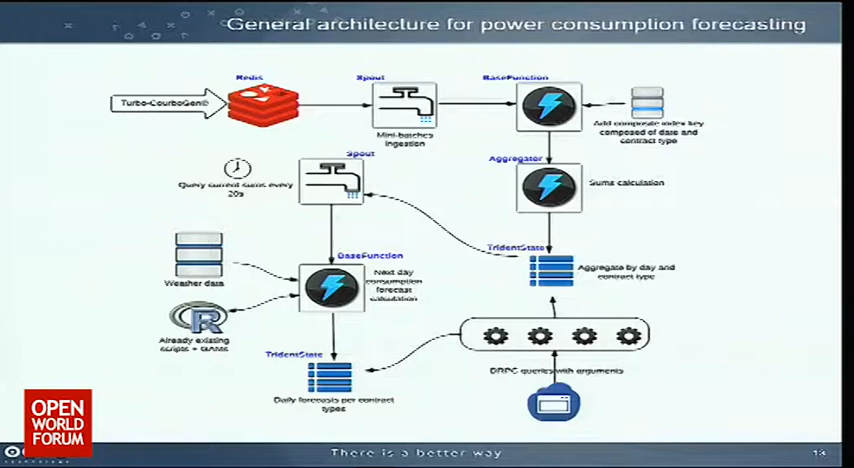 General architecture for power consumption forecasting
Redis
Spout
BaseFunction
Turbo-CourboGen®
Mini-batches
ingestion
Add composite index key
composed of date and
contract type
Spout
Aggregator
Query current sums every
20s
Sums calculation
BaseFunction
TridentState
Weather data
Next day
consumption
forecast
calculation
Aggregate by day and
contract type
Already existing
scripts + GAMs
TridentState
DRPC queries with arguments
Daily forecasts per contract
types
OPEN
WORLD
FORUM
There is a better way
13